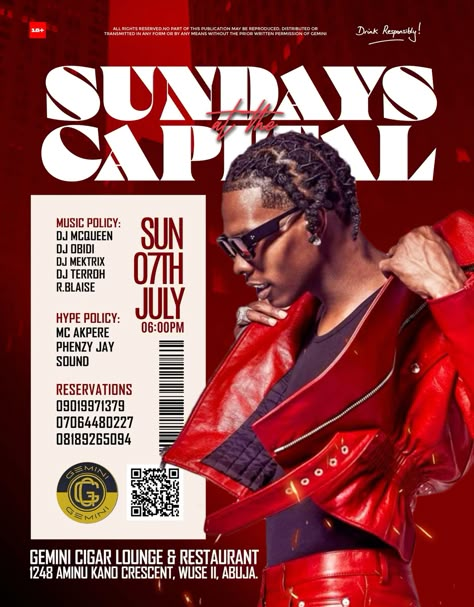 18+
ALL RIGHTS RESERVED.NO PART OF THIS PUBLICATION MAY BE REPRODUCED, DISTRIBUTED OR
TRANSMITTED IN ANY FORM OR BY ANY MEANS WITHOUT THE PRIOR WRITTEN PERMISSION OF GEMINI
Drink Responsibly!
SUNDAYS
at the
CAPITAL
MUSIC POLICY:
DJ MCQUEEN
DJ OBIDI
DJ MEKTRIX
DJ TERROH
R.BLAISE
SUN
07TH
JULY
06:00PM
HYPE POLICY:
MC AKPERE
PHENZY JAY
SOUND
RESERVATIONS
09019971379
07064480227
08189265094
GEMINI
G
GEMINI
GEMINI CIGAR LOUNGE & RESTAURANT
1248 AMINU KANO CRESCENT, WUSE II, ABUJA.